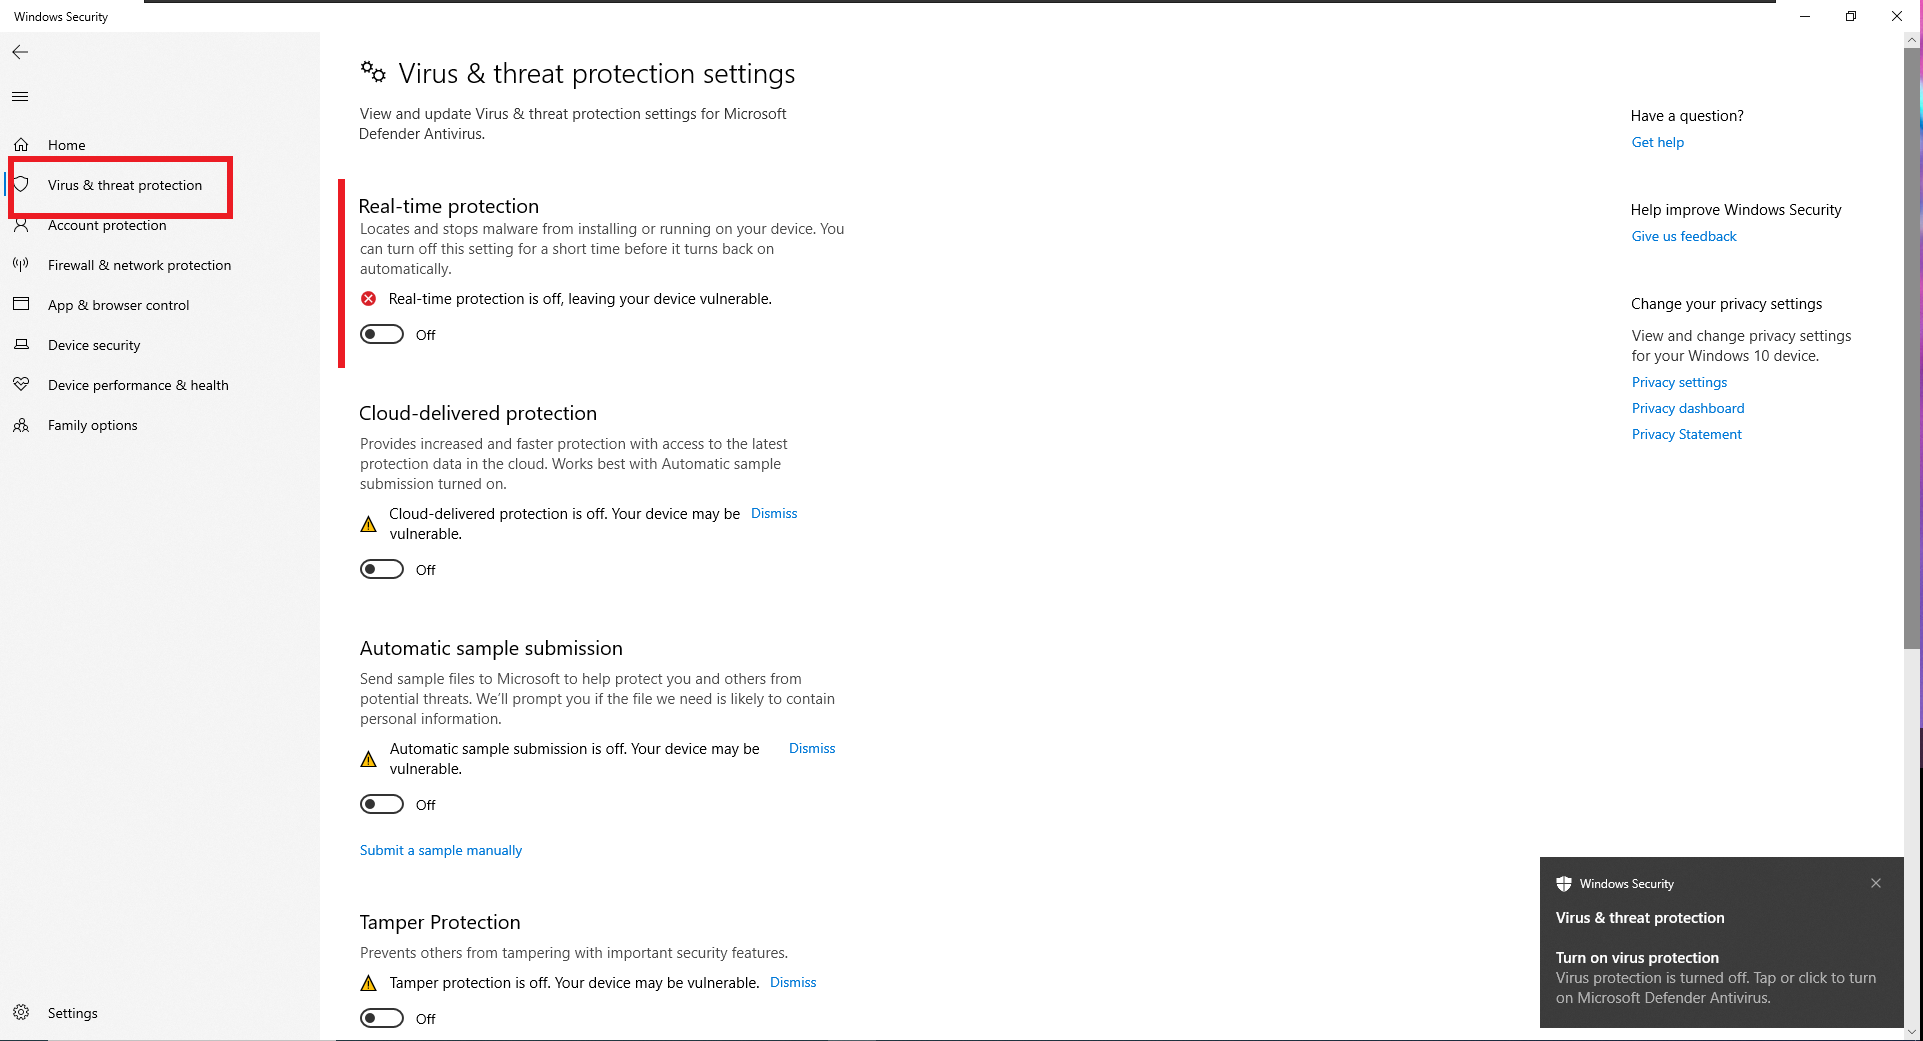 Windows Security
Home
Virus & threat protection
Account protection
Firewall & network protection
App & browser control
Device security
Device performance & health
Family options
Settings
Virus & threat protection settings
View and update Virus & threat protection settings for Microsoft
Defender Antivirus.
Real-time protection
Locates and stops malware from installing or running on your device. You
can turn off this setting for a short time before it turns back on
automatically.
Real-time protection is off, leaving your device vulnerable.
Off
Cloud-delivered protection
Provides increased and faster protection with access to the latest
protection data in the cloud. Works best with Automatic sample
submission turned on.
Cloud-delivered protection is off. Your device may be Dismiss
vulnerable.
Off
Automatic sample submission
Send sample files to Microsoft to help protect you and others from
potential threats. We'll prompt you if the file we need is likely to contain
personal information.
Automatic sample submission is off. Your device may be Dismiss
vulnerable.
Off
Submit a sample manually
Tamper Protection
Prevents others from tampering with important security features.
Tamper protection is off. Your device may be vulnerable. Dismiss
Off
Have a question?
Get help
Help improve Windows Security
Give us feedback
Change your privacy settings
View and change privacy settings
for your Windows 10 device.
Privacy settings
Privacy dashboard
Privacy Statement
Windows Security
Virus & threat protection
Turn on virus protection
Virus protection is turned off. Tap or click to turn
on Microsoft Defender Antivirus.